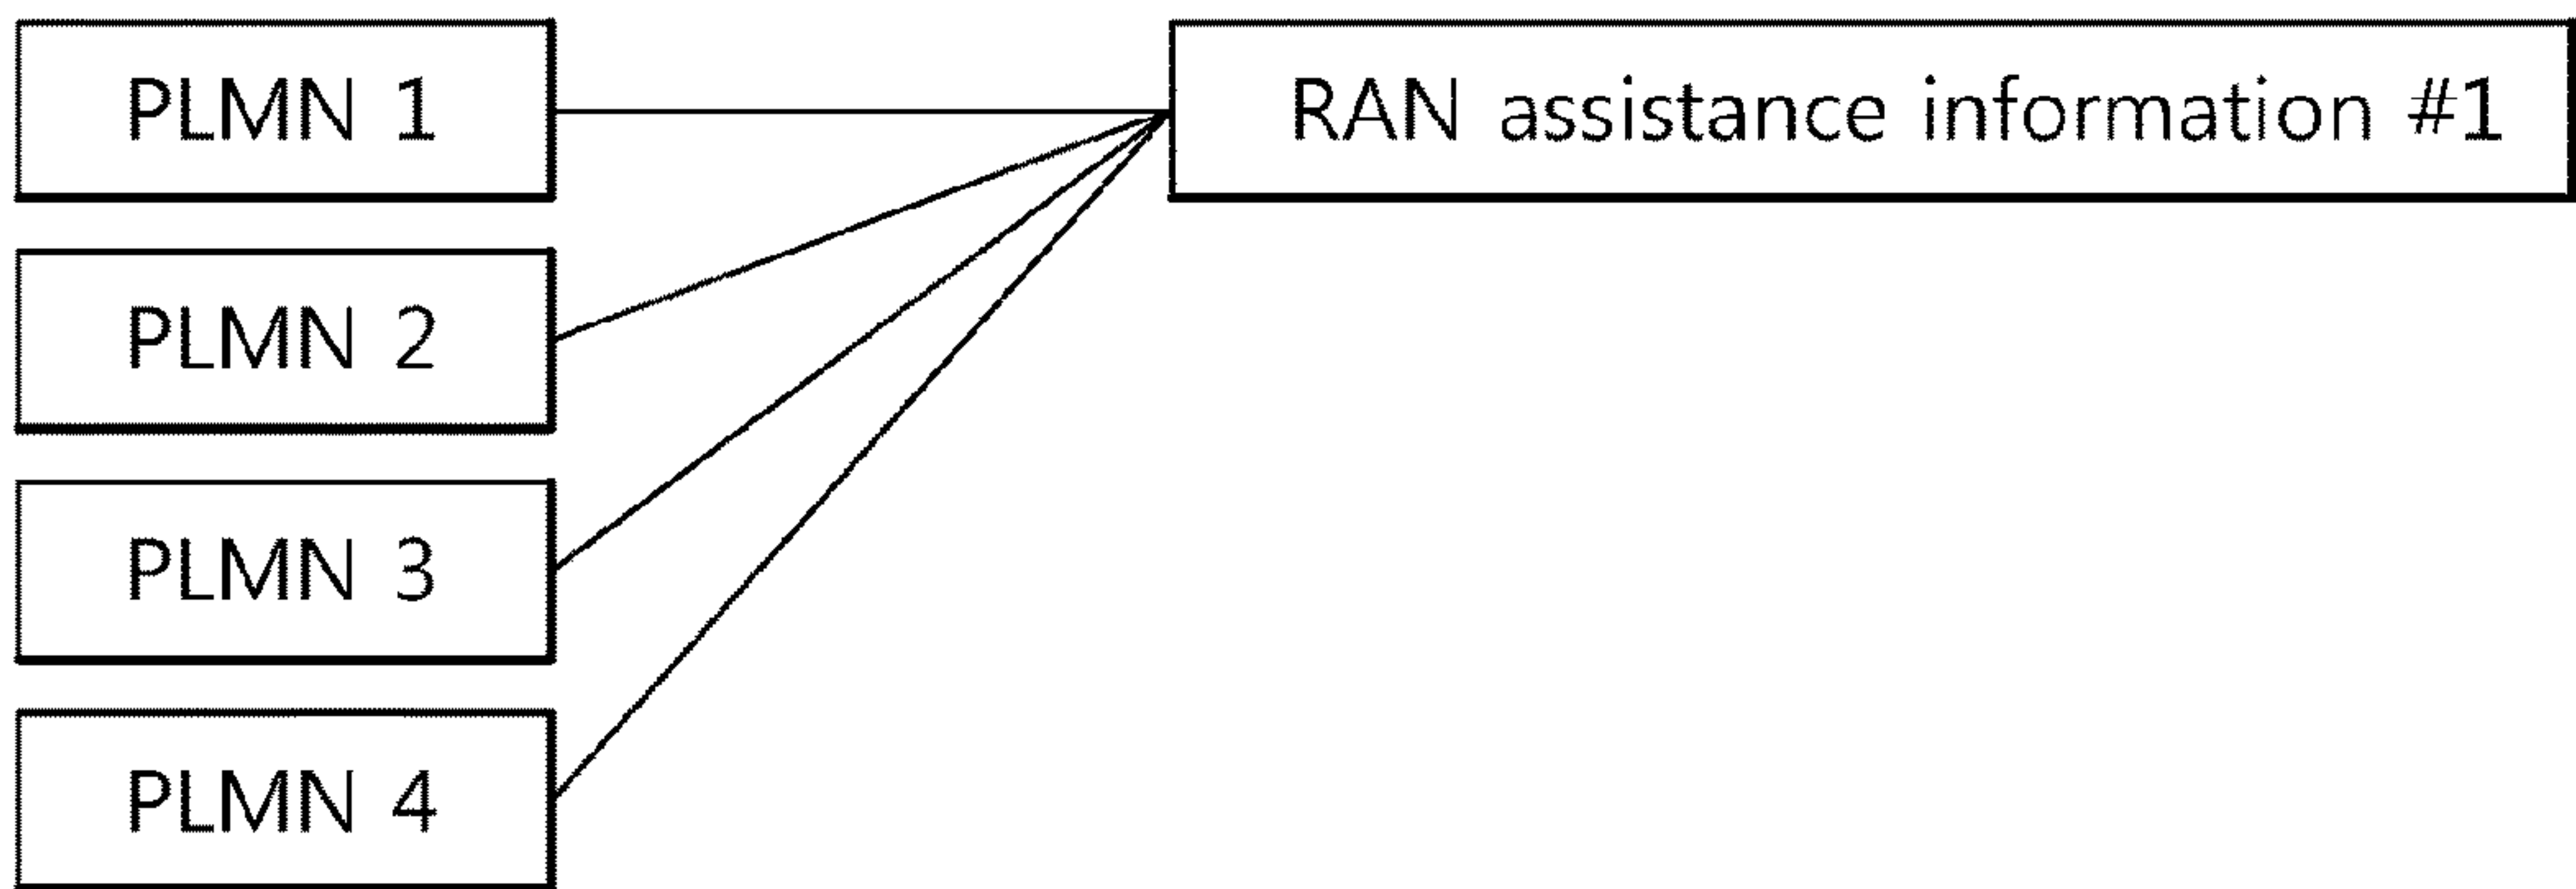 PLMN 1
RAN assistance information #1
PLMN 2
PLMN 3
PLMN 4